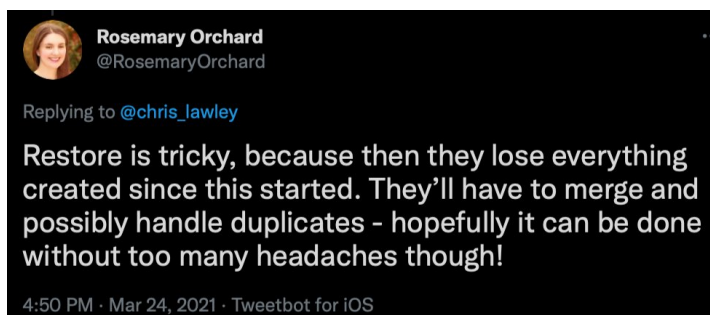 Rosemary Orchard
@RosemaryOrchard
Replying to @chris_lawley
Restore is tricky, because then they lose everything
created since this started. They’ll have to merge and
possibly handle duplicates - hopefully it can be done
without too many headaches though!
4:50 PM · Mar 24, 2021 · Tweetbot for iOS